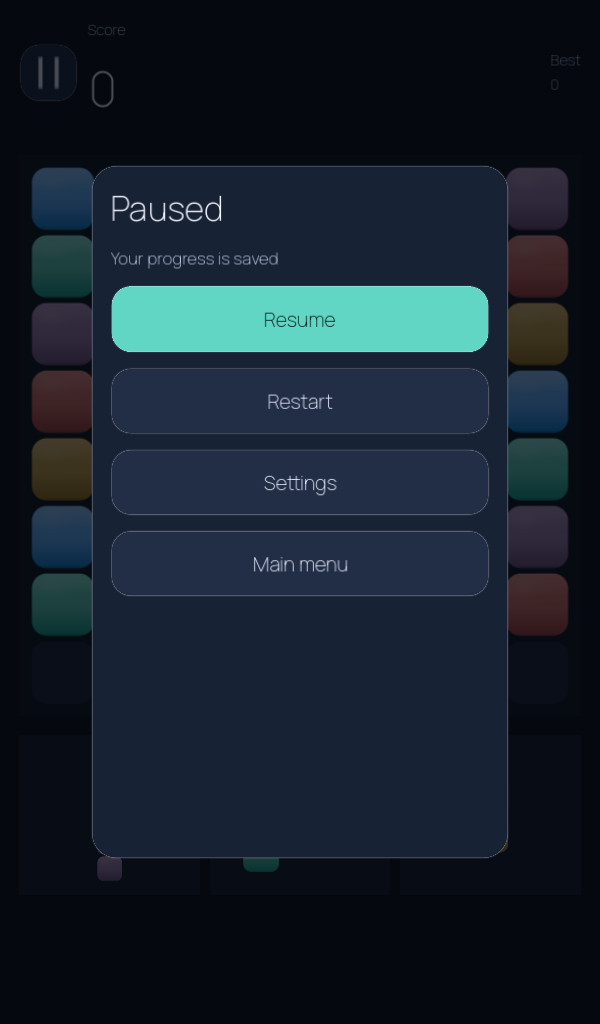 Score
0
Best
0
Paused
Your progress is saved
Resume
Restart
Settings
Main menu